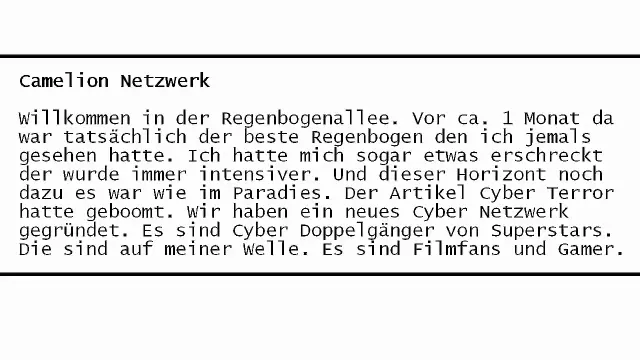 Camelion Netzwerk
Willkommen in der Regenbogenallee. Vor ca. 1 Monat da
war tatsächlich der beste Regenbogen den ich jemals
gesehen hatte. Ich hatte mich sogar etwas erschreckt
der wurde immer intensiver. Und dieser Horizont noch
dazu es war wie im Paradies. Der Artikel Cyber Terror
hatte geboomt. Wir haben ein neues Cyber Netzwerk
gegründet. Es sind Cyber Doppelgänger von Superstars.
Die sind auf meiner Welle. Es sind Filmfans und Gamer.